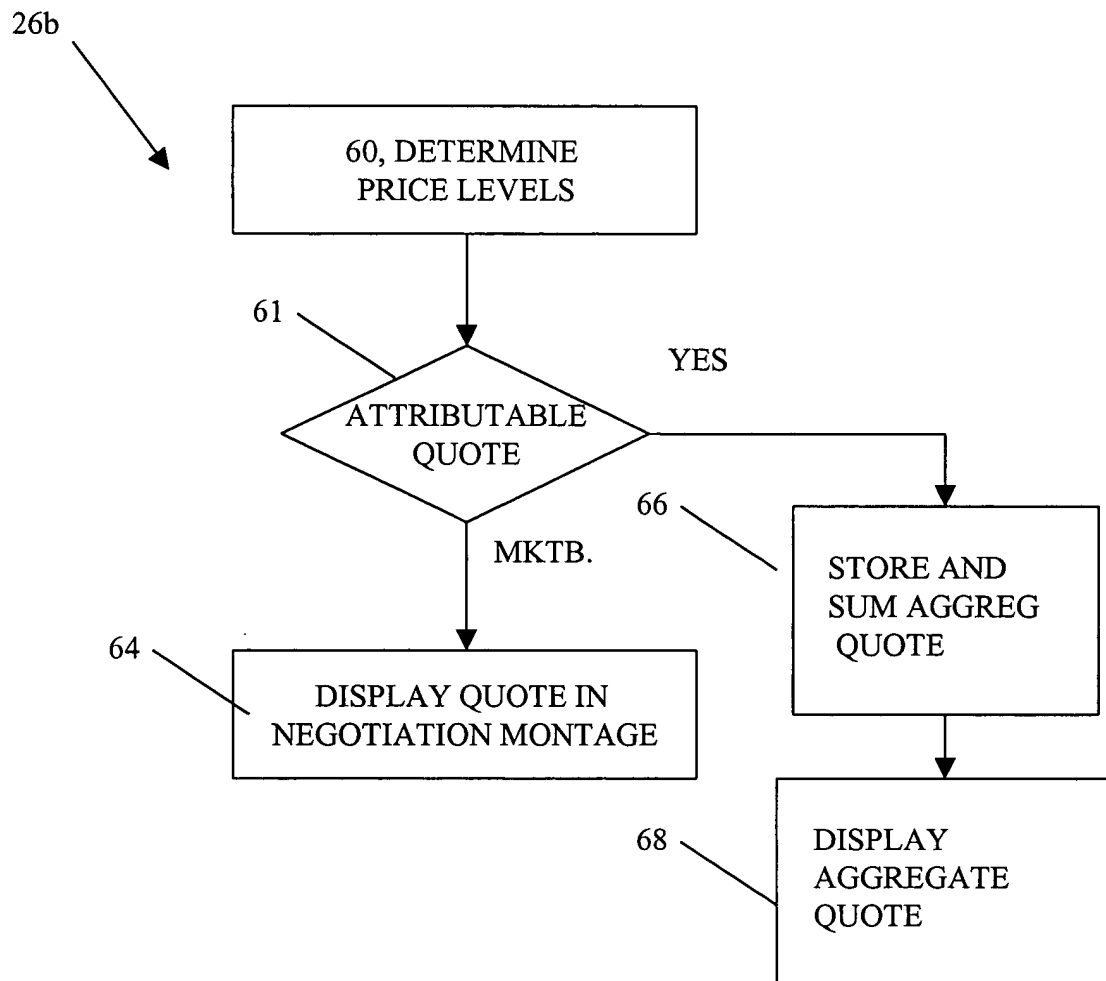 26b
60, DETERMINE
PRICE LEVELS
61
YES
ATTRIBUTABLE
QUOTE
MKTB.
66
STORE AND
SUM AGGREG
QUOTE
64
DISPLAY QUOTE IN
NEGOTIATION MONTAGE
68
DISPLAY
AGGREGATE
QUOTE